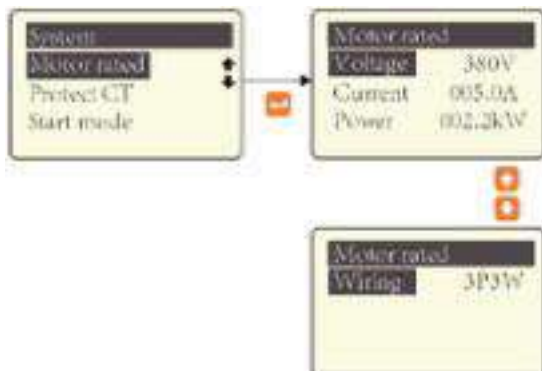 System
Motor rated
Protect CT
Start mode
Motor rated
Voltage 380V
Current 005.0A
Power 002.2kW
Motor rated
Wiring 3P3W